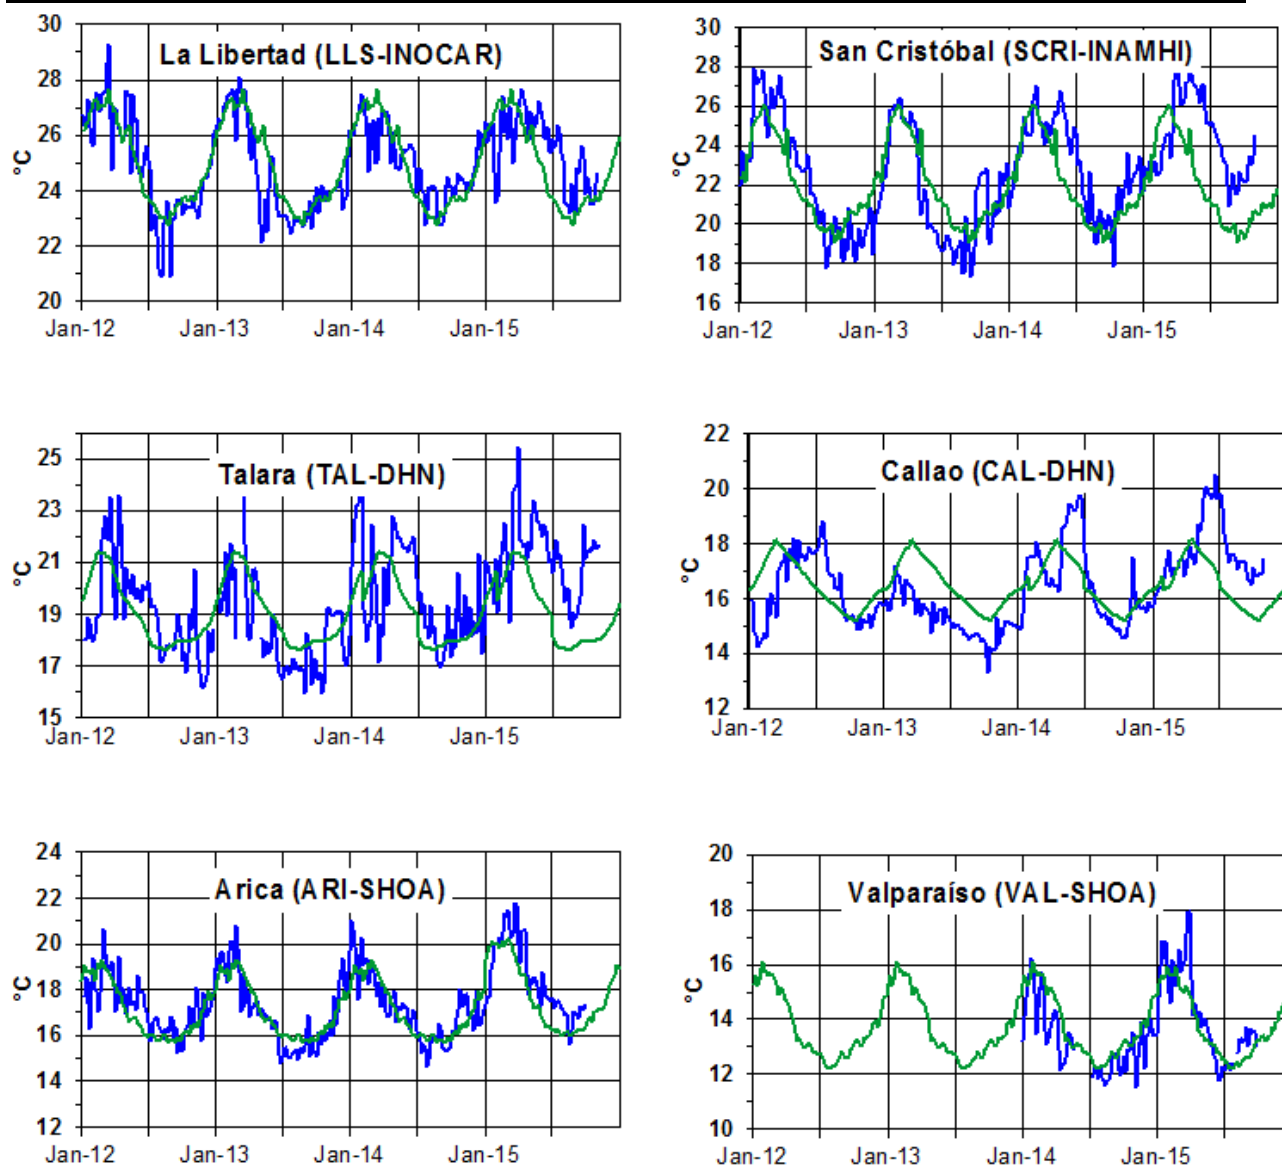 La Libertad (LLS-INOCAR)
°C
30
28
26
24
22
20
Jan-12 Jan-13 Jan-14 Jan-15
San Cristóbal (SCRI-INAMHI)
°C
30
28
26
24
22
20
18
16
Jan-12 Jan-13 Jan-14 Jan-15
Talara (TAL-DHN)
°C
25
23
21
19
17
15
Jan-12 Jan-13 Jan-14 Jan-15
Callao (CAL-DHN)
°C
22
20
18
16
14
12
Jan-12 Jan-13 Jan-14 Jan-15
Arica (ARI-SHOA)
°C
24
22
20
18
16
14
12
Jan-12 Jan-13 Jan-14 Jan-15
Valparaíso (VAL-SHOA)
°C
20
18
16
14
12
10
Jan-12 Jan-13 Jan-14 Jan-15